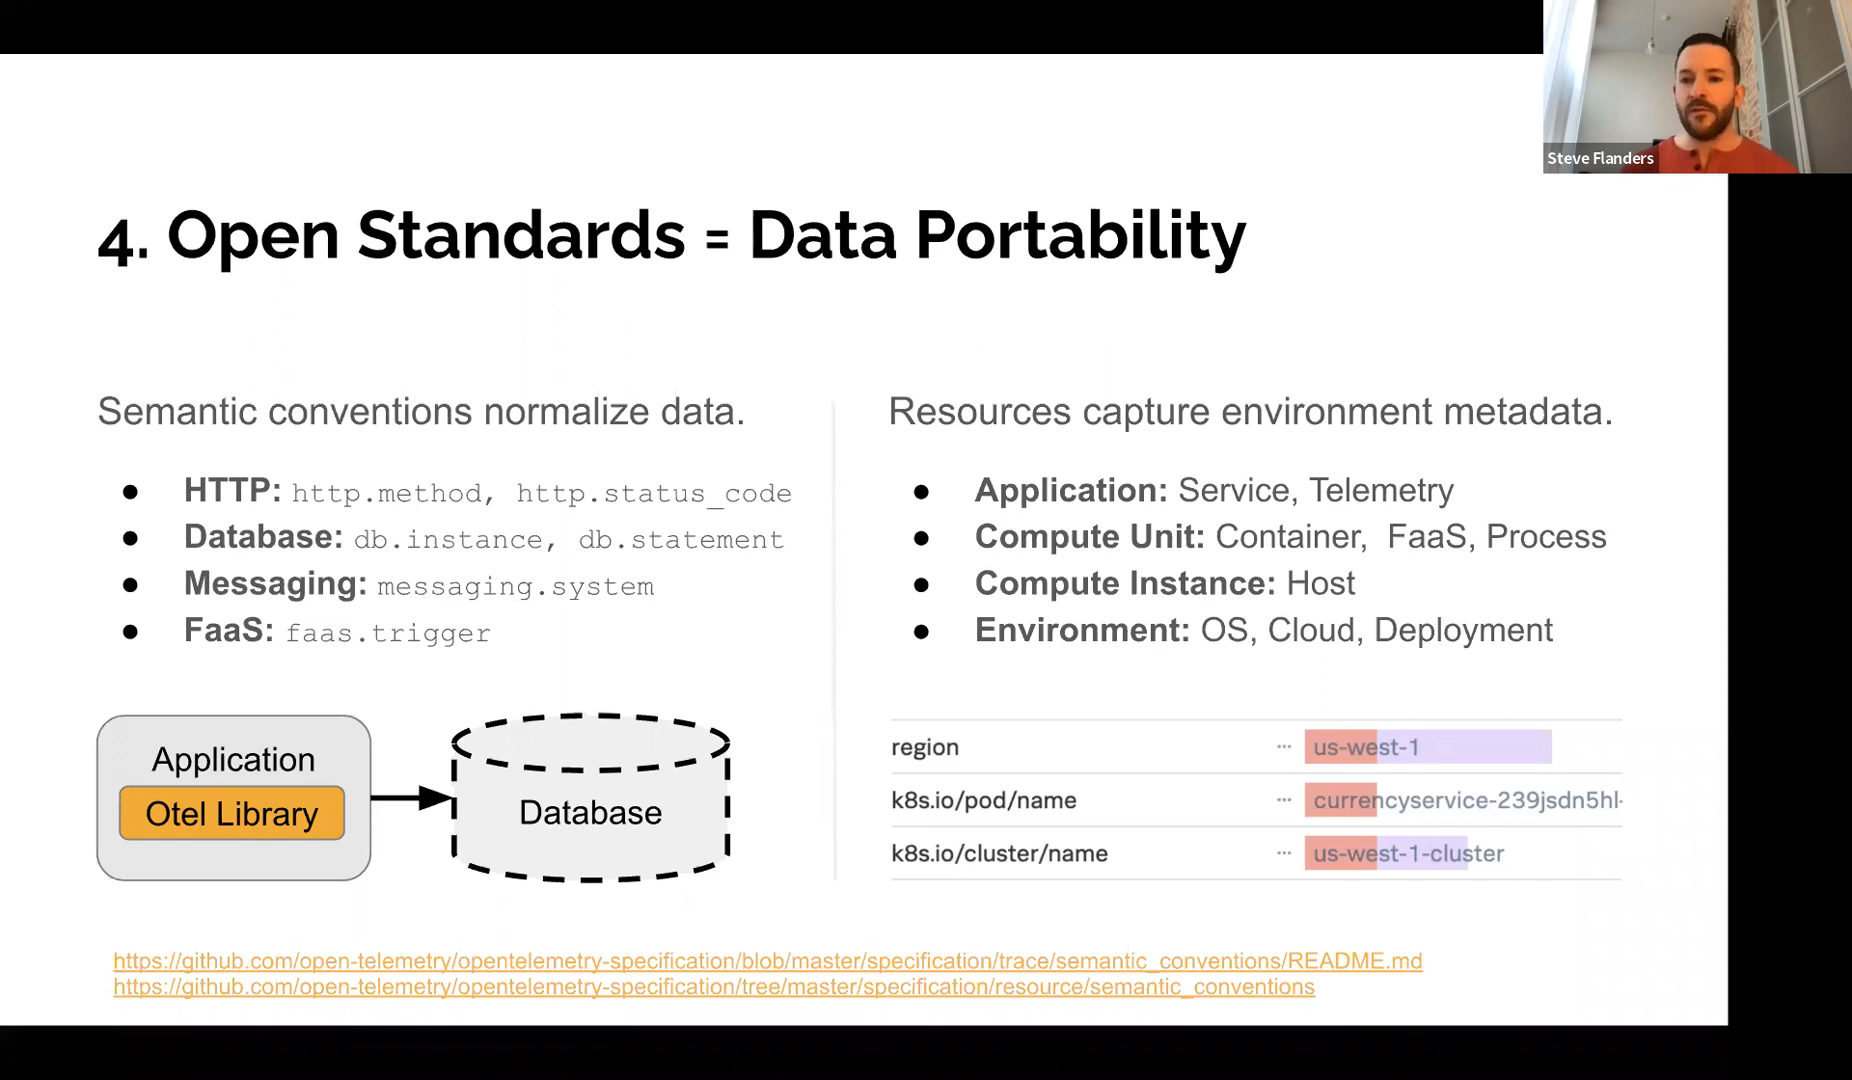 Steve Flanders
4. Open Standards = Data Portability
Semantic conventions normalize data.
● HTTP: http.method, http.status_code
● Database: db.instance, db.statement
● Messaging: messaging.system
● FaaS: faas.trigger
Application
Otel Library
Database
Resources capture environment metadata.
● Application: Service, Telemetry
● Compute Unit: Container, FaaS, Process
● Compute Instance: Host
● Environment: OS, Cloud, Deployment
region ··· us-west-1
k8s.io/pod/name ··· currencyservice-239jsdn5hl-
k8s.io/cluster/name ··· us-west-1-cluster
https://github.com/open-telemetry/opentelemetry-specification/blob/master/specification/trace/semantic_conventions/README.md
https://github.com/open-telemetry/opentelemetry-specification/tree/master/specification/resource/semantic_conventions